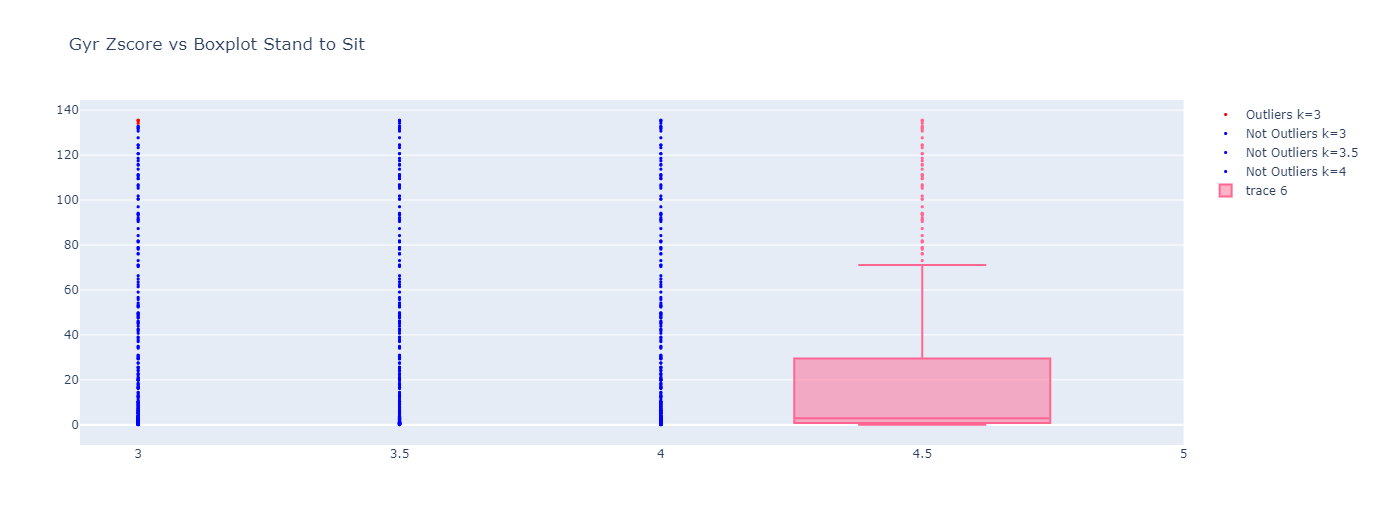 Gyr Zscore vs Boxplot Stand to Sit
140
120
100
80
60
40
20
0
3
3.5
4
4.5
5
Outliers k=3
Not Outliers k=3
Not Outliers k=3.5
Not Outliers k=4
trace 6